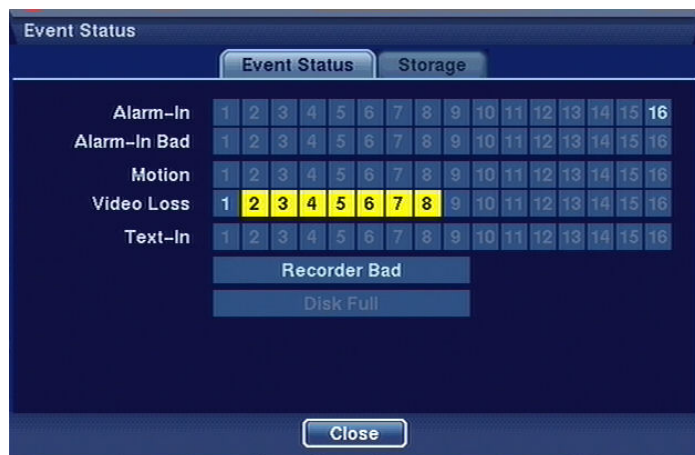 Event Status
Event Status Storage
Alarm-In 1 2 3 4 5 6 7 8 9 10 11 12 13 14 15 16
Alarm-In Bad 1 2 3 4 5 6 7 8 9 10 11 12 13 14 15 16
Motion 1 2 3 4 5 6 7 8 9 10 11 12 13 14 15 16
Video Loss 1 2 3 4 5 6 7 8 9 10 11 12 13 14 15 16
Text-In 1 2 3 4 5 6 7 8 9 10 11 12 13 14 15 16
Recorder Bad
Disk Full
Close